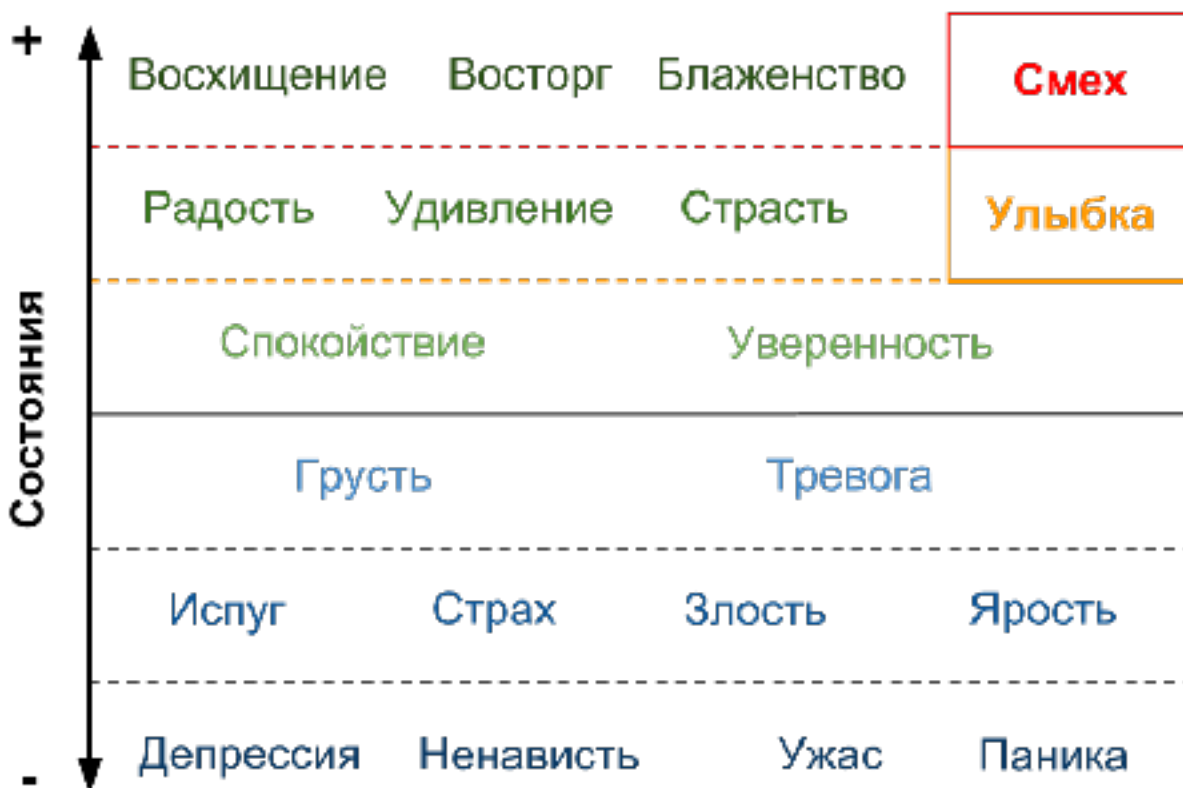 +
Восхищение Восторг Блаженство Смех
Радость Удивление Страсть Улыбка
Состояния
Спокойствие Уверенность
Грусть Тревога
Испуг Страх Злость Ярость
Депрессия Ненависть Ужас Паника
-